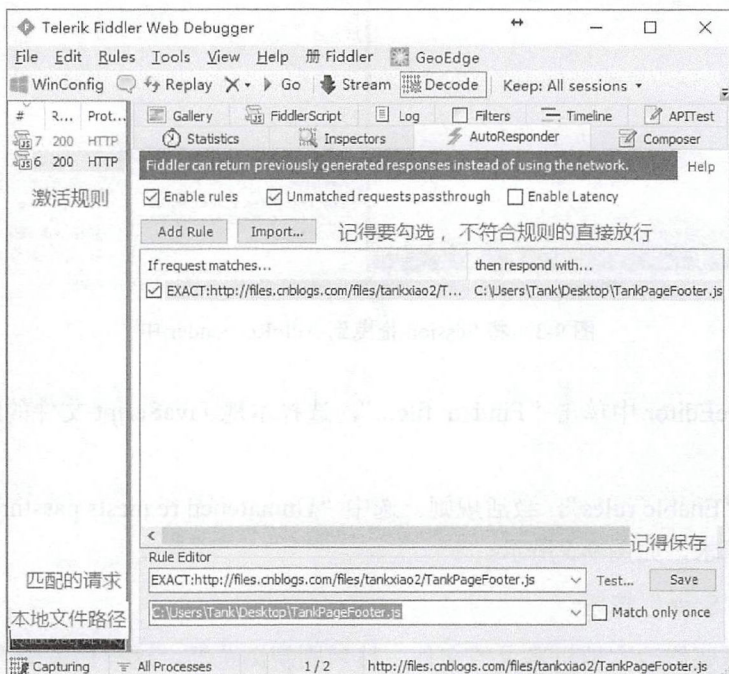 Telerik Fiddler Web Debugger
File Edit Rules Tools View Help 册 Fiddler GeoEdge
WinConfig Replay X Go Stream Decode Keep: All sessions
# R... Prot...
7 200 HTTP
6 200 HTTP
Gallery FiddlerScript Log Filters Timeline APITest
Statistics Inspectors AutoResponder Composer
Fiddler can return previously generated responses instead of using the network. Help
激活规则
Enable rules Unmatched requests passthrough Enable Latency
Add Rule Import... 记得要勾选，不符合规则的直接放行
If request matches... then respond with...
EXACT:http://files.cnblogs.com/files/tankxiao2/T... C:\Users\Tank\Desktop\TankPageFooter.js
记得保存
Rule Editor
匹配的请求
EXACT:http://files.cnblogs.com/files/tankxiao2/TankPageFooter.js Test... Save
本地文件路径
C:\Users\Tank\Desktop\TankPageFooter.js Match only once
Capturing All Processes 1 / 2 http://files.cnblogs.com/files/tankxiao2/TankPageFooter.js